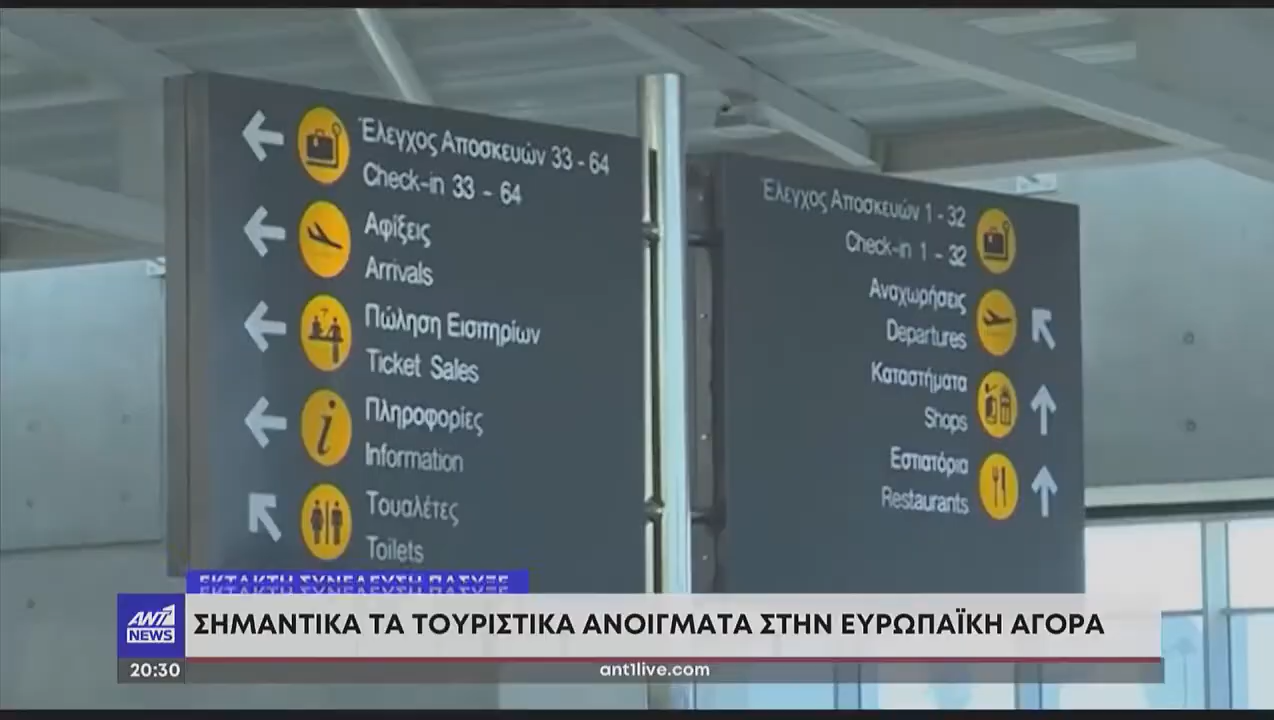 Έλεγχος Αποσκευών 33 - 64
Check-in 33 - 64
Αφίξεις
Arrivals
Πώληση Εισιτηρίων
Ticket Sales
Πληροφορίες
Information
Τουαλέτες
Toilets
Έλεγχος Αποσκευών 1 - 32
Check-in 1 - 32
Αναχωρήσεις
Departures
Καταστήματα
Shops
Εστιατόρια
Restaurants
ΕΚΤΑΚΤΗ ΣΥΝΕΛΕΥΣΗ ΠΑΣΥΞΕ
ANT1
NEWS
ΣΗΜΑΝΤΙΚΑ ΤΑ ΤΟΥΡΙΣΤΙΚΑ ΑΝΟΙΓΜΑΤΑ ΣΤΗΝ ΕΥΡΩΠΑΪΚΗ ΑΓΟΡΑ
20:30
ant1live.com